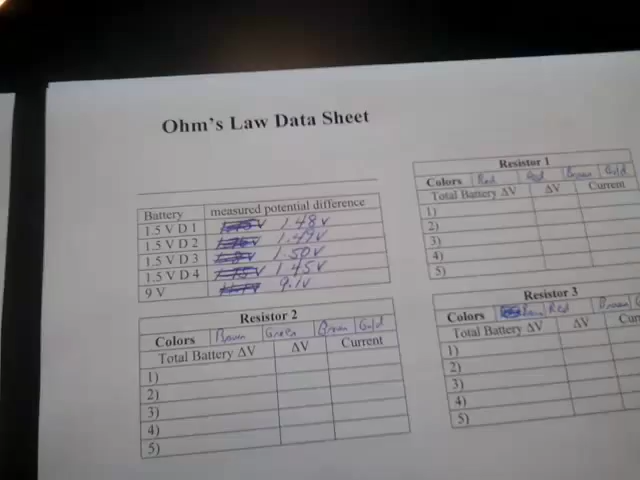 Ohm's Law Data Sheet
Battery measured potential difference
1.5 V D 1 1.48 V
1.5 V D 2 1.49 V
1.5 V D 3 1.50 V
1.5 V D 4 1.45 V
9 V 9.1 V
Resistor 1
Colors Red Red Brown Gold
Total Battery ΔV ΔV Current
1)
2)
3)
4)
5)
Resistor 2
Colors Brown Green Brown Gold
Total Battery ΔV ΔV Current
1)
2)
3)
4)
5)
Resistor 3
Colors Red Brown
Total Battery ΔV ΔV Curr
1)
2)
3)
4)
5)